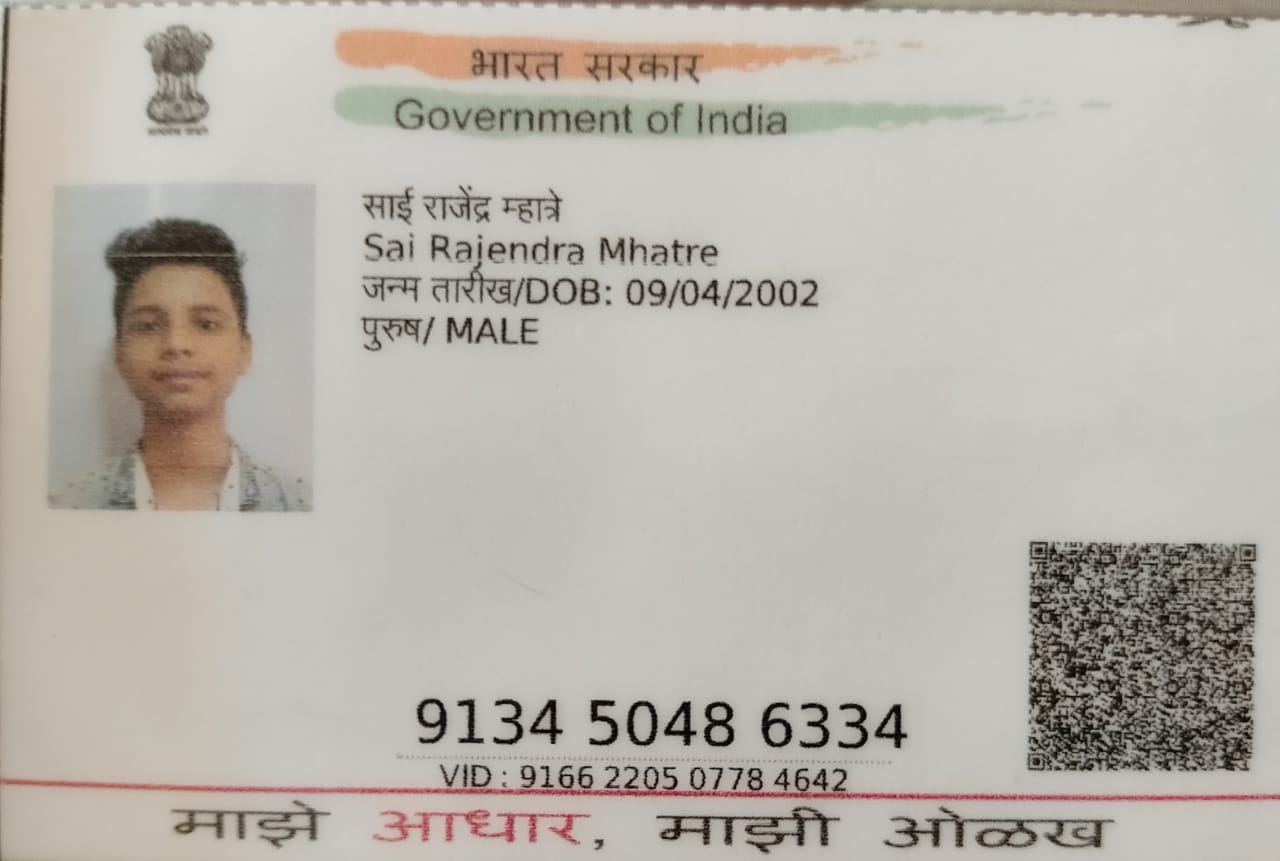 भारत सरकार
Government of India
साई राजेंद्र म्हात्रे
Sai Rajendra Mhatre
जन्म तारीख/DOB: 09/04/2002
पुरुष/ MALE
9134 5048 6334
VID : 9166 2205 0778 4642
माझे आधार, माझी ओळख